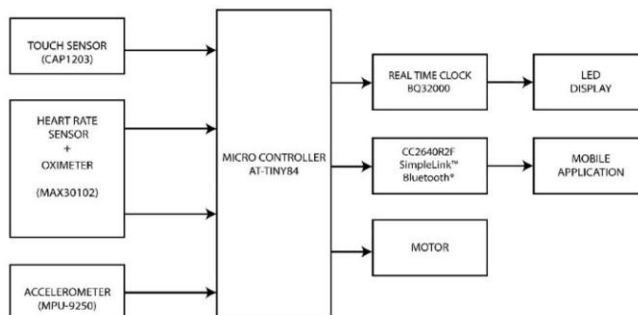 TOUCH SENSOR
(CAP1203)
HEART RATE
SENSOR
+
OXIMETER
(MAX30102)
ACCELEROMETER
(MPU-9250)
MICRO CONTROLLER
AT-TINY84
REAL TIME CLOCK
BQ32000
LED
DISPLAY
CC2640R2F
SimpleLink™
Bluetooth®
MOBILE
APPLICATION
MOTOR